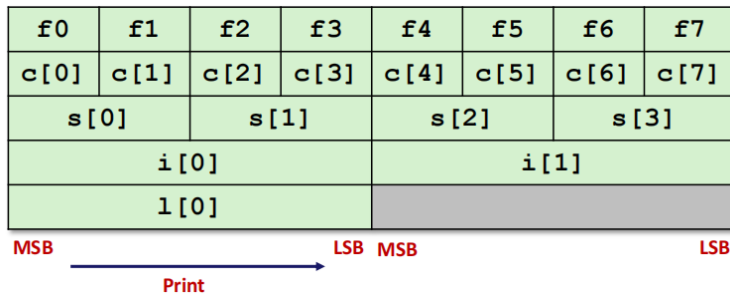 f0 f1 f2 f3 f4 f5 f6 f7
c[0] c[1] c[2] c[3] c[4] c[5] c[6] c[7]
s[0] s[1] s[2] s[3]
i[0] i[1]
l[0]
MSB LSB MSB LSB
Print